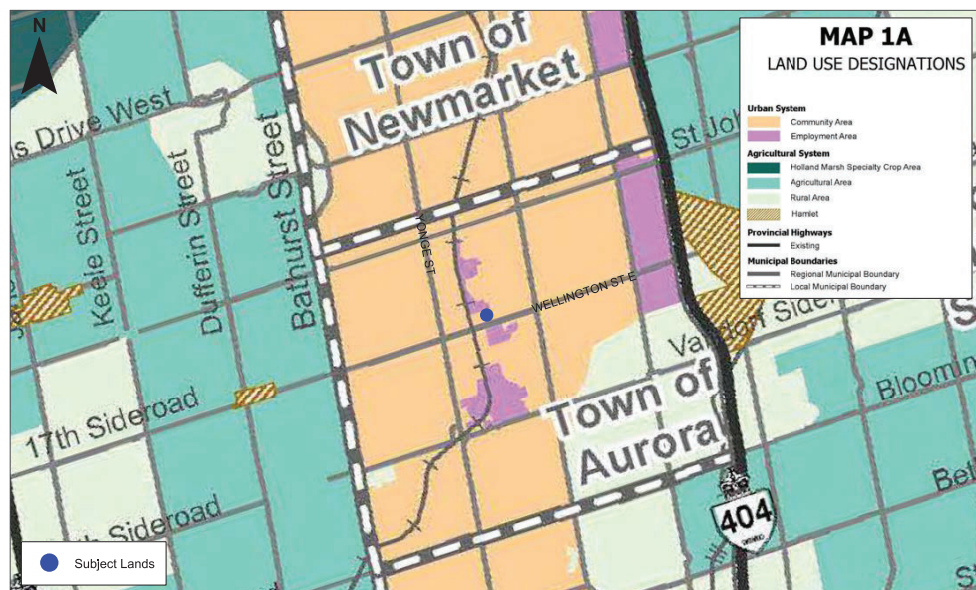 N
Town of
Newmarket
is Drive West
Keele Street
Dufferin Street
Bathurst Street
YONGE ST
WELLINGTON ST E
St Joh
17th Sideroad
th Sideroad
Town of
Aurora
Bloomin
404
MAP 1A
LAND USE DESIGNATIONS
Urban System
Community Area
Employment Area
Agricultural System
Holland Marsh Specialty Crop Area
Agricultural Area
Rural Area
Hamlet
Provincial Highways
Existing
Municipal Boundaries
Regional Municipal Boundary
Local Municipal Boundary
Subject Lands